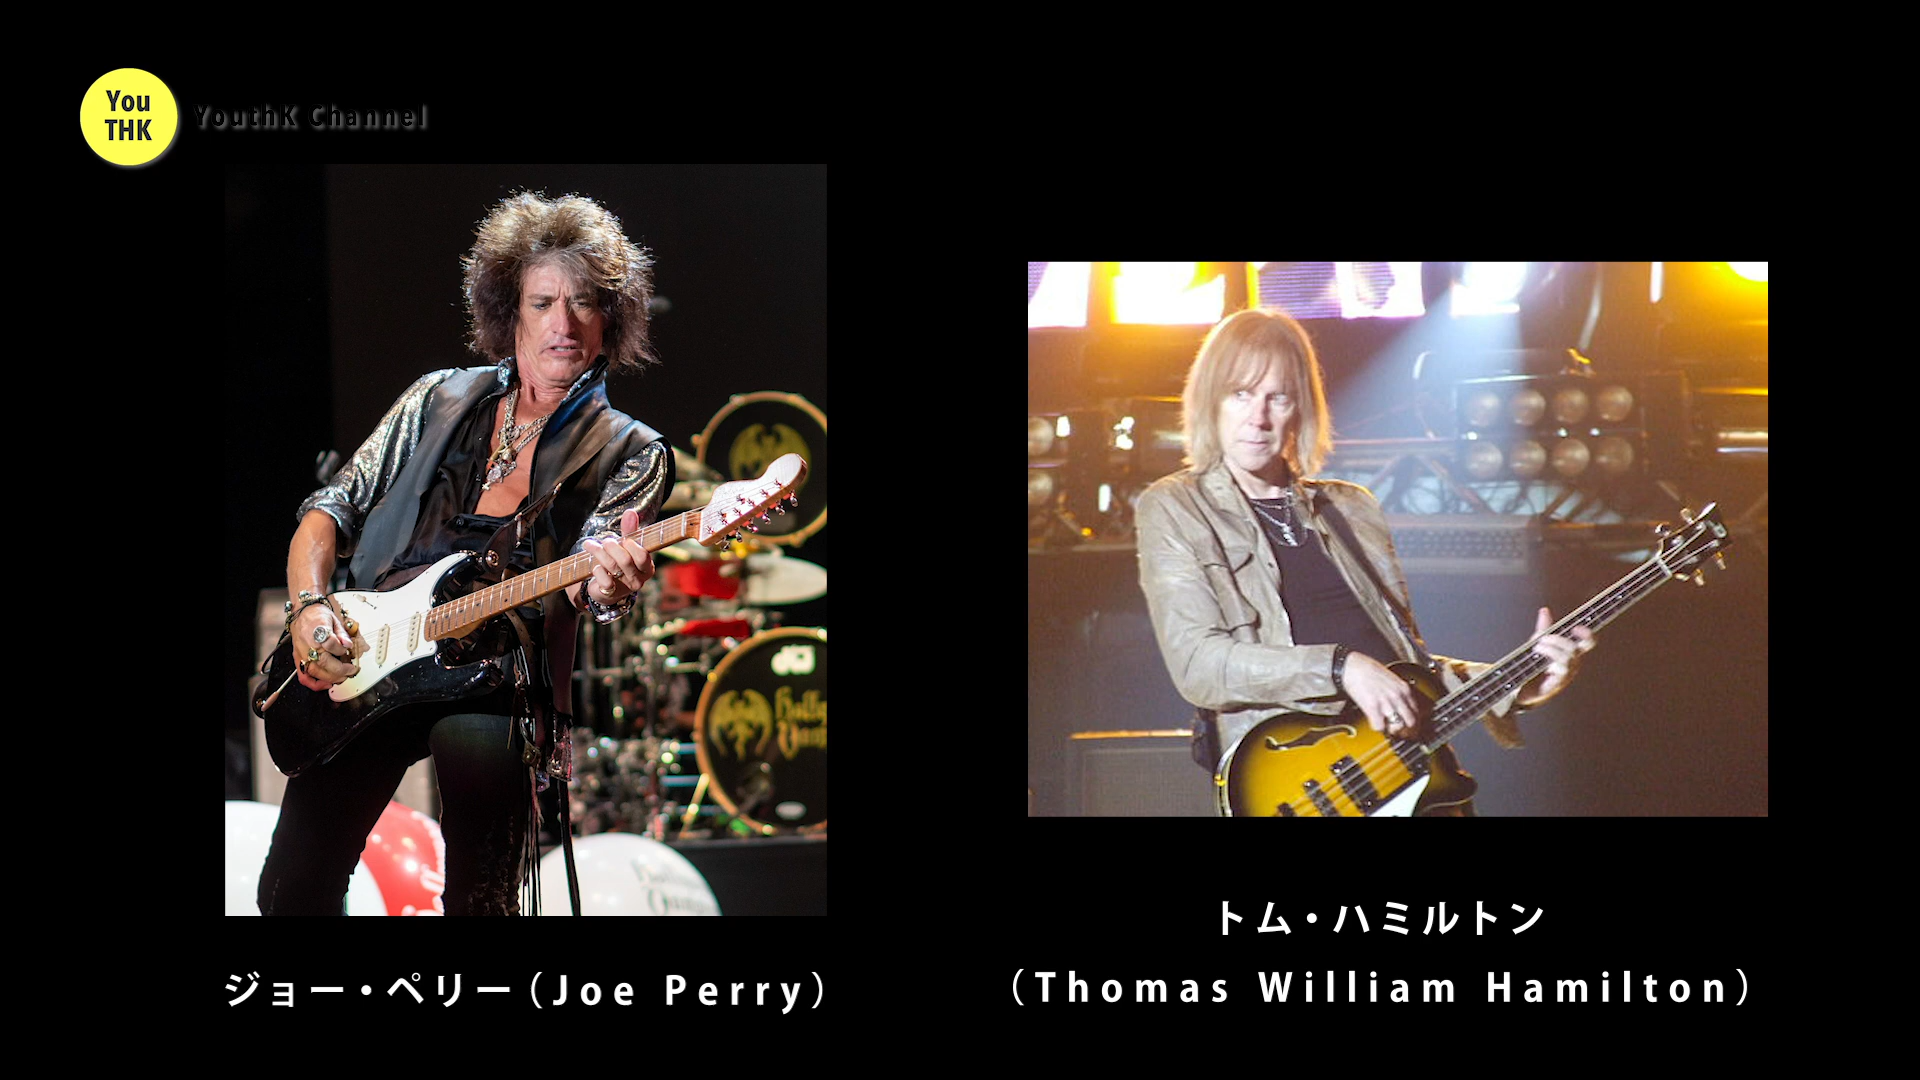 You
THK
YouthK Channel
dw
ジョー・ペリー（Joe Perry）
トム・ハミルトン
（Thomas William Hamilton）